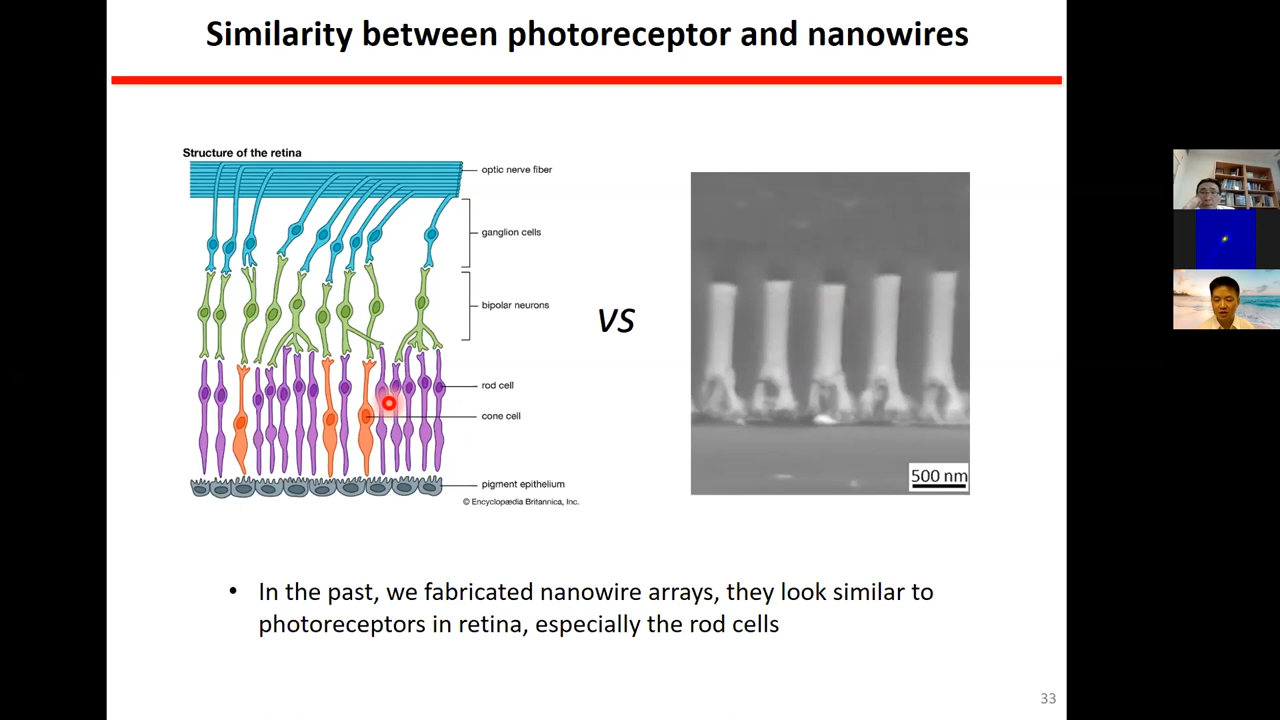 Similarity between photoreceptor and nanowires
Structure of the retina
optic nerve fiber
ganglion cells
bipolar neurons
rod cell
cone cell
pigment epithelium
© Encyclopædia Britannica, Inc.
VS
500 nm
• In the past, we fabricated nanowire arrays, they look similar to
photoreceptors in retina, especially the rod cells
33